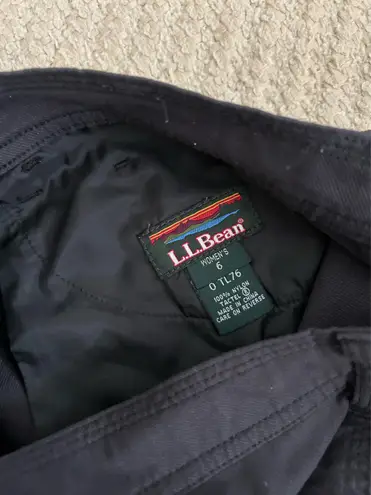 L.L.Bean®
WOMEN'S
6
0 TL76
100% NYLON
TACTEL ®
MADE IN CHINA
CARE ON REVERSE